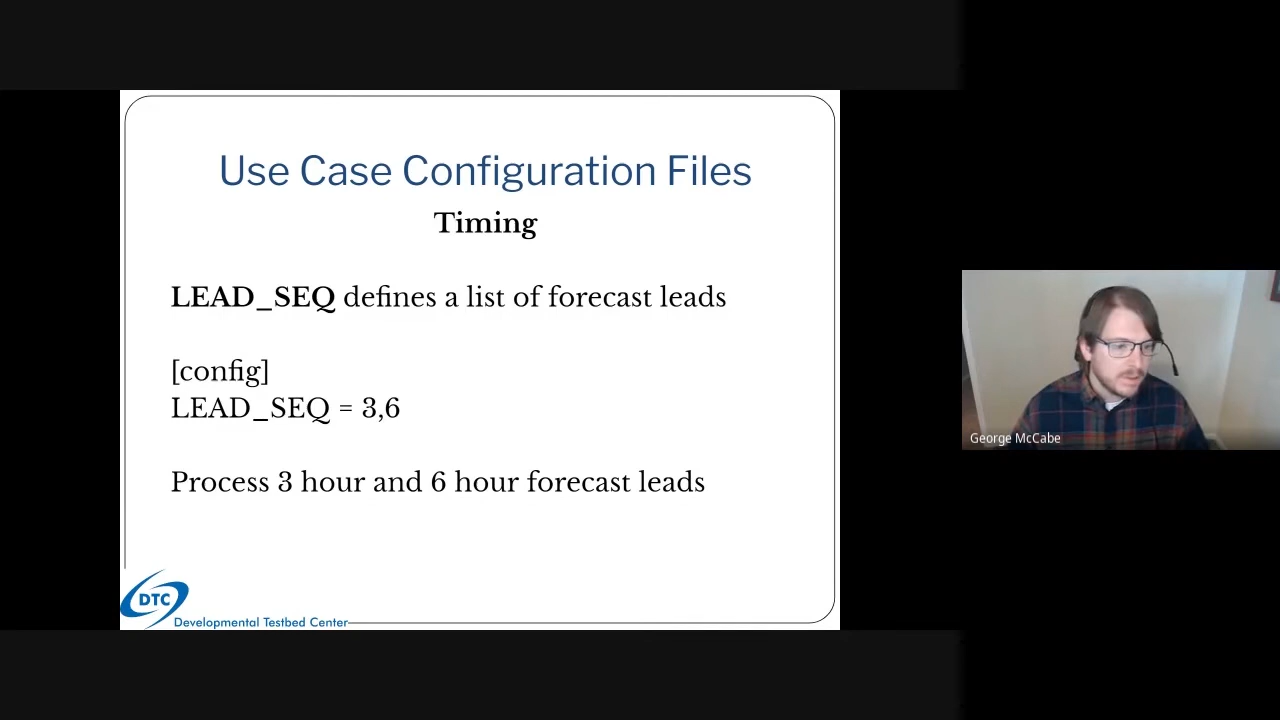 Use Case Configuration Files
Timing
LEAD_SEQ defines a list of forecast leads
[config]
LEAD_SEQ = 3,6
Process 3 hour and 6 hour forecast leads
DTC
Developmental Testbed Center
George McCabe